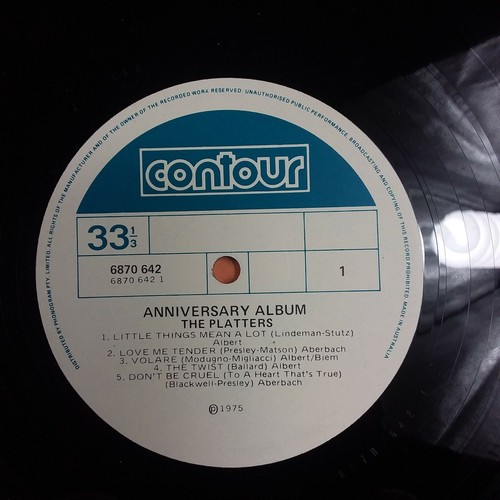 DISTRIBUTED BY PHONOGRAM PTY. LIMITED. ALL RIGHTS OF THE MANUFACTURER AND OF THE OWNER OF THE RECORDED WORK RESERVED. UNAUTHORISED PUBLIC PERFORMANCE, BROADCASTING AND COPYING OF THIS RECORD PROHIBITED. MADE IN AUSTRALIA
contour
33 1/3
6870 642
6870 642 1
1
ANNIVERSARY ALBUM
THE PLATTERS
1. LITTLE THINGS MEAN A LOT (Lindeman-Stutz)
Albert
2. LOVE ME TENDER (Presley-Matson) Aberbach
3. VOLARE (Modugno-Migliacci) Albert/Biem
4. THE TWIST (Ballard) Albert
5. DON'T BE CRUEL (To A Heart That's True)
(Blackwell-Presley) Aberbach
℗ 1975